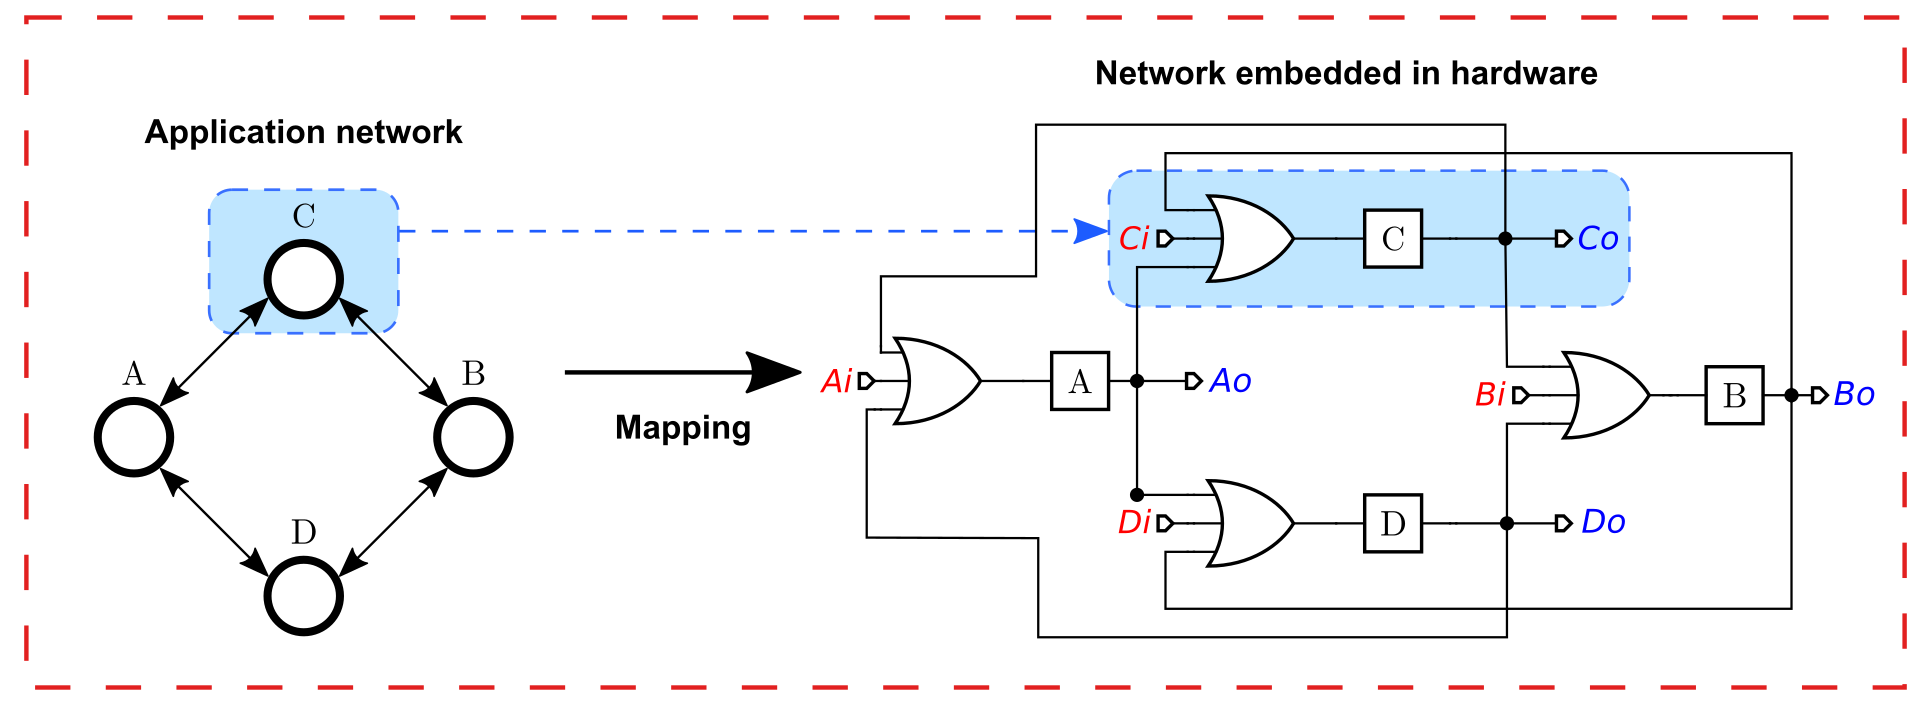 Network embedded in hardware
Application network
C
A
B
D
Mapping
Ci
C
Co
Ai
A
Ao
Bi
B
Bo
Di
D
Do